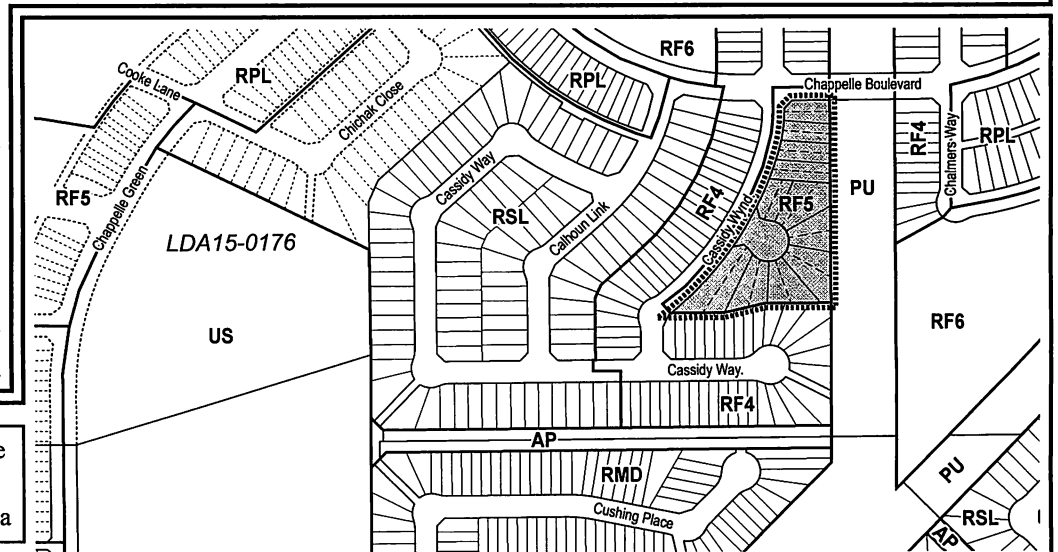 RF6
Cooke Lane
RPL
RPL
Chappelle Boulevard
Chichak Close
RF4
Chalmers Way
RPL
Cassidy Way
RF5
Chappelle Green
RSL
Calhoun Link
RF4
Cassidy Wynd
RF5
PU
LDA15-0176
US
RF6
Cassidy Way.
RF4
AP
RMD
PU
Cushing Place
RSL
AP
e
a